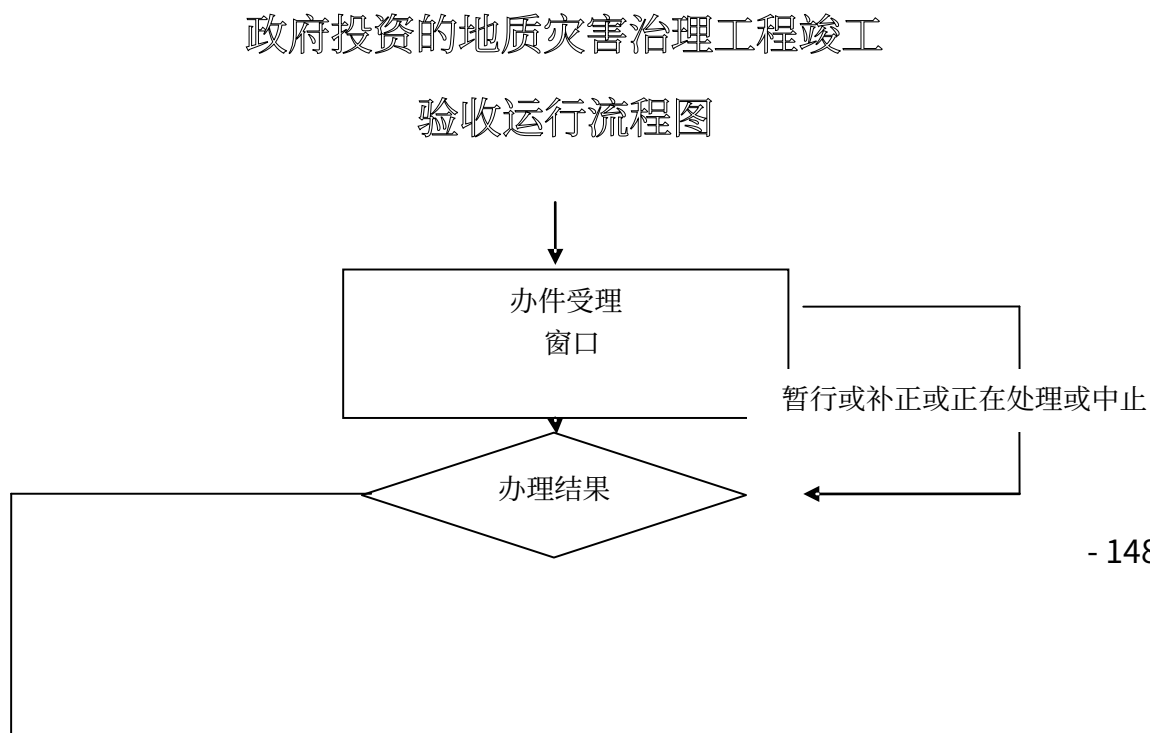 政府投资的地质灾害治理工程竣工
验收运行流程图
办件受理
窗口
暂行或补正或正在处理或中止
办理结果
- 148